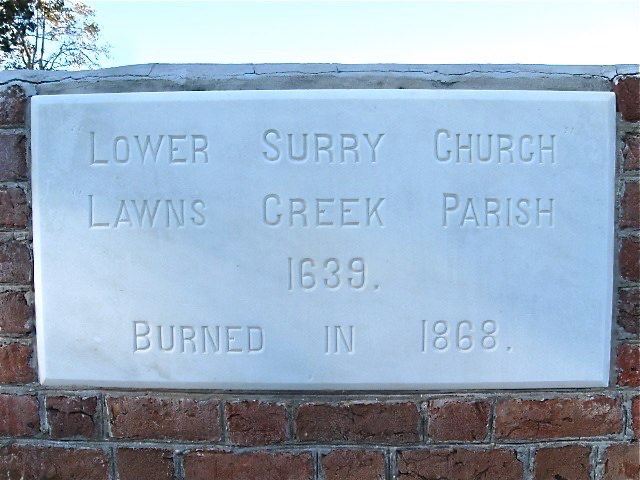 LOWER SURRY CHURCH
LAWNS CREEK PARISH
1639.
BURNED IN 1868.